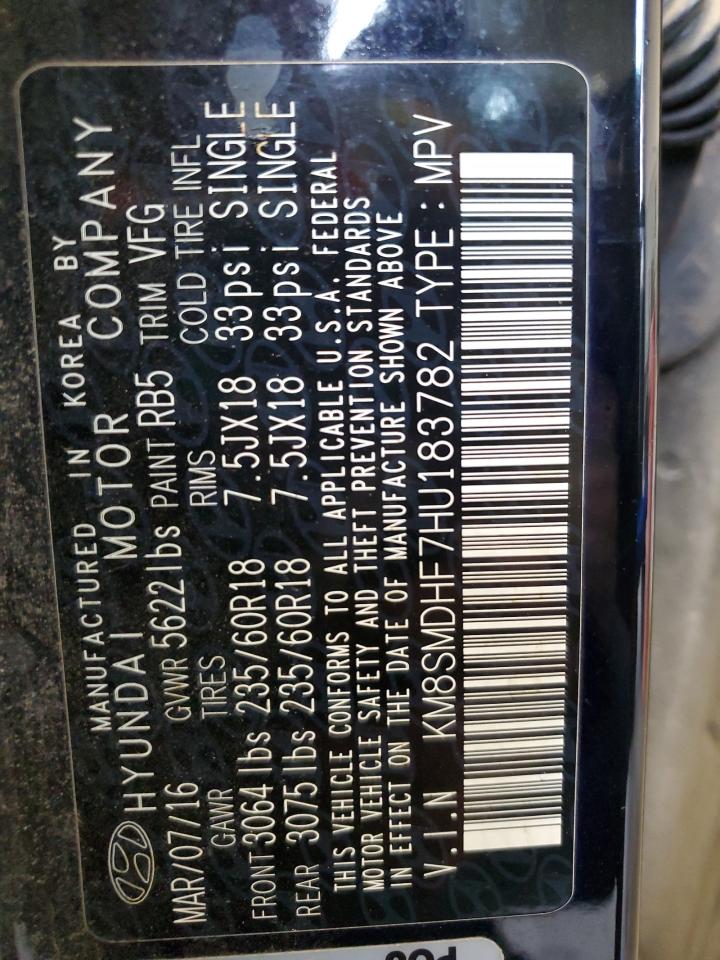 MANUFACTURED IN KOREA BY
HYUNDAI MOTOR COMPANY
MAR/07/16 GVWR 5622 lbs PAINT RB5 TRIM VFG
GAWR TIRES RIMS COLD TIRE INFL
FRONT 3064 lbs 235/60R18 7.5JX18 33psi SINGLE
REAR 3075 lbs 235/60R18 7.5JX18 33psi SINGLE
THIS VEHICLE CONFORMS TO ALL APPLICABLE U.S.A. FEDERAL
MOTOR VEHICLE SAFETY AND THEFT PREVENTION STANDARDS
IN EFFECT ON THE DATE OF MANUFACTURE SHOWN ABOVE
V.I.N KM8SMDHF7HU183782 TYPE : MPV